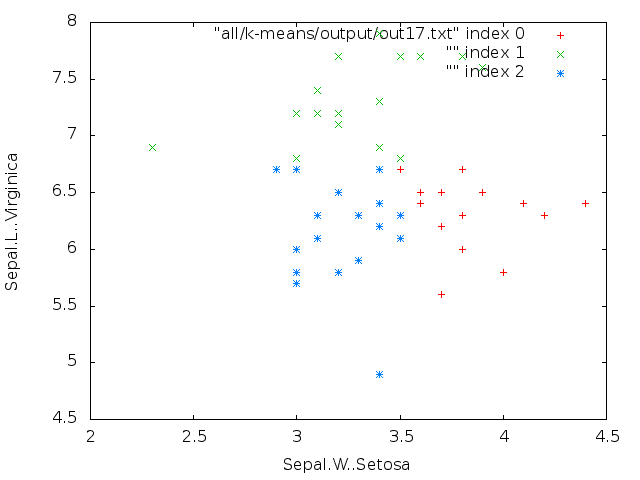 8
"all/k-means/output/out17.txt" index 0
"" index 1
"" index 2
7.5
7
6.5
6
5.5
5
4.5
Sepal.L..Virginica
2
2.5
3
3.5
4
4.5
Sepal.W..Setosa